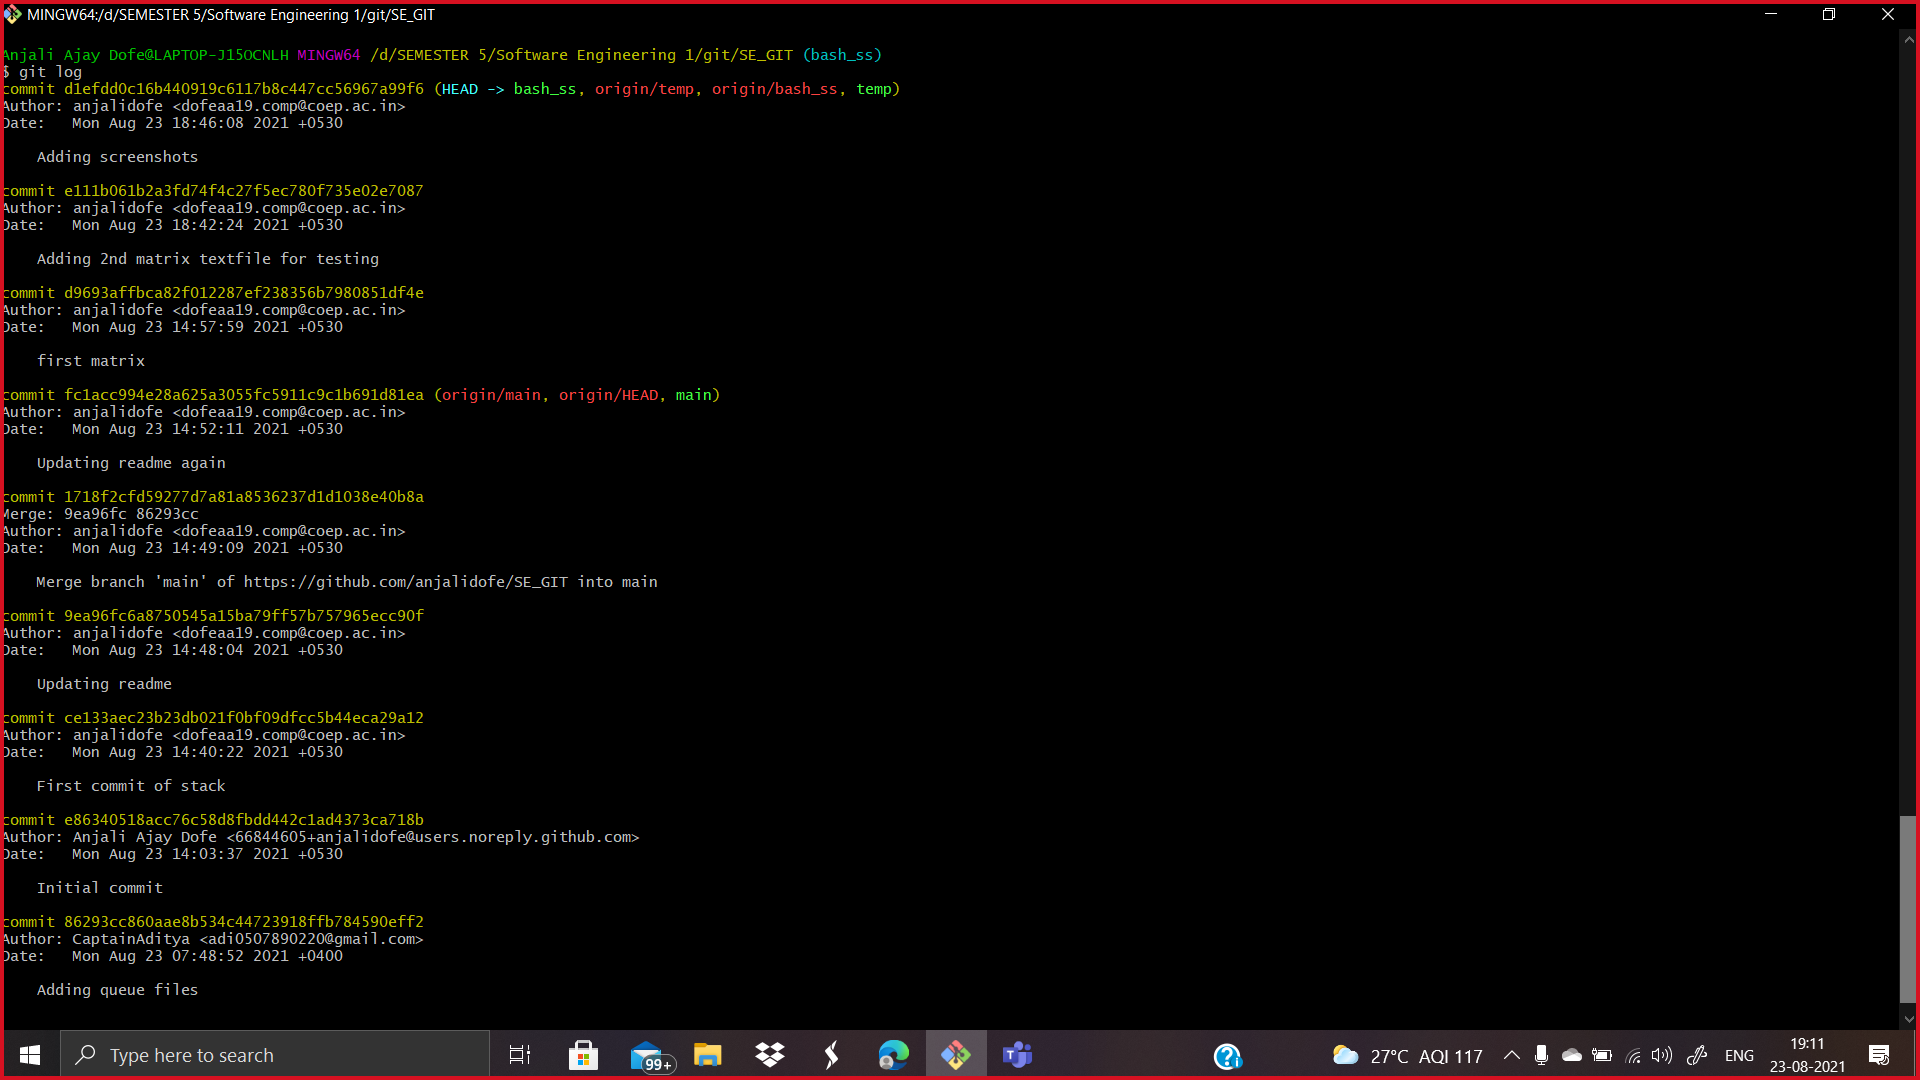 MINGW64:/d/SEMESTER 5/Software Engineering 1/git/SE_GIT
Anjali Ajay Dofe@LAPTOP-J15OCNLH MINGW64 /d/SEMESTER 5/Software Engineering 1/git/SE_GIT (bash_ss)
$ git log
commit d1efdd0c16b440919c6117b8c447cc56967a99f6 (HEAD -> bash_ss, origin/temp, origin/bash_ss, temp)
Author: anjalidofe <dofeaa19.comp@coep.ac.in>
Date:   Mon Aug 23 18:46:08 2021 +0530
Adding screenshots
commit e111b061b2a3fd74f4c27f5ec780f735e02e7087
Author: anjalidofe <dofeaa19.comp@coep.ac.in>
Date:   Mon Aug 23 18:42:24 2021 +0530
Adding 2nd matrix textfile for testing
commit d9693affbca82f012287ef238356b7980851df4e
Author: anjalidofe <dofeaa19.comp@coep.ac.in>
Date:   Mon Aug 23 14:57:59 2021 +0530
first matrix
commit fc1acc994e28a625a3055fc5911c9c1b691d81ea (origin/main, origin/HEAD, main)
Author: anjalidofe <dofeaa19.comp@coep.ac.in>
Date:   Mon Aug 23 14:52:11 2021 +0530
Updating readme again
commit 1718f2cfd59277d7a81a8536237d1d1038e40b8a
Merge: 9ea96fc 86293cc
Author: anjalidofe <dofeaa19.comp@coep.ac.in>
Date:   Mon Aug 23 14:49:09 2021 +0530
Merge branch 'main' of https://github.com/anjalidofe/SE_GIT into main
commit 9ea96fc6a8750545a15ba79ff57b757965ecc90f
Author: anjalidofe <dofeaa19.comp@coep.ac.in>
Date:   Mon Aug 23 14:48:04 2021 +0530
Updating readme
commit ce133aec23b23db021f0bf09dfcc5b44eca29a12
Author: anjalidofe <dofeaa19.comp@coep.ac.in>
Date:   Mon Aug 23 14:40:22 2021 +0530
First commit of stack
commit e86340518acc76c58d8fbdd442c1ad4373ca718b
Author: Anjali Ajay Dofe <66844605+anjalidofe@users.noreply.github.com>
Date:   Mon Aug 23 14:03:37 2021 +0530
Initial commit
commit 86293cc860aae8b534c44723918ffb784590eff2
Author: CaptainAditya <adi0507890220@gmail.com>
Date:   Mon Aug 23 07:48:52 2021 +0400
Adding queue files
Type here to search
99+
27°C AQI 117
ENG
19:11
23-08-2021